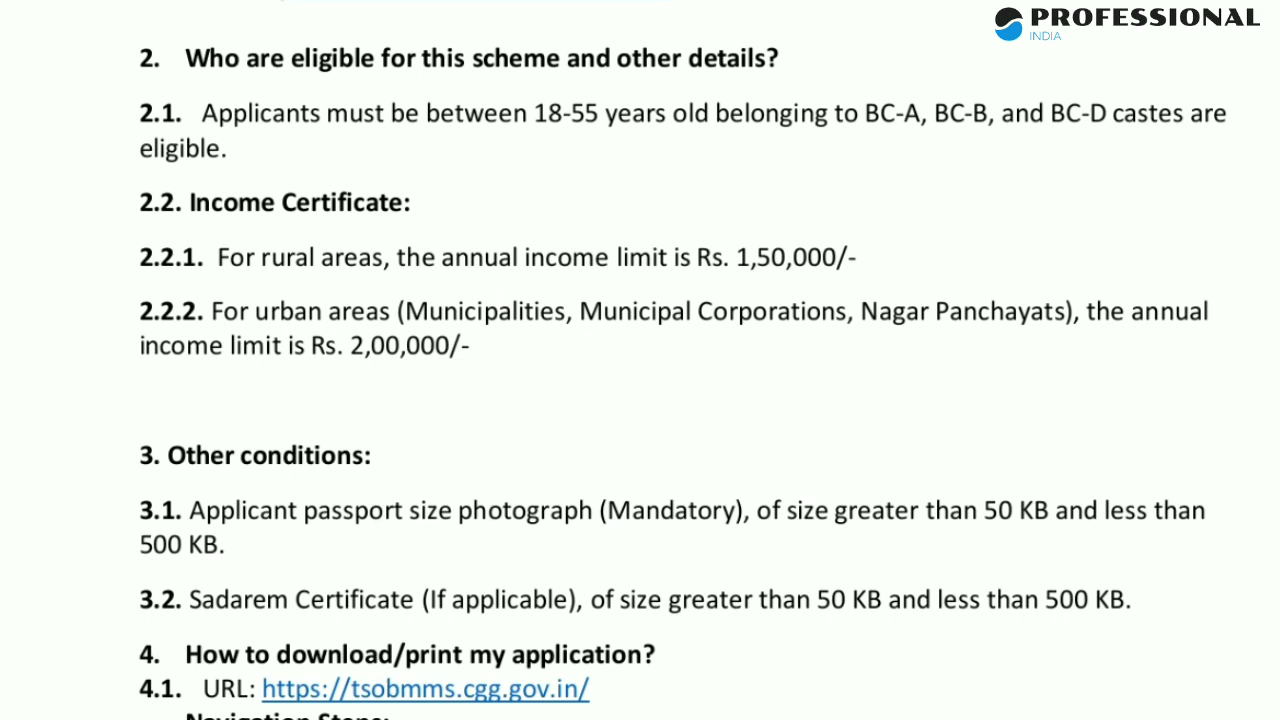 PROFESSIONAL
INDIA
2. Who are eligible for this scheme and other details?
2.1. Applicants must be between 18-55 years old belonging to BC-A, BC-B, and BC-D castes are
eligible.
2.2. Income Certificate:
2.2.1. For rural areas, the annual income limit is Rs. 1,50,000/-
2.2.2. For urban areas (Municipalities, Municipal Corporations, Nagar Panchayats), the annual
income limit is Rs. 2,00,000/-
3. Other conditions:
3.1. Applicant passport size photograph (Mandatory), of size greater than 50 KB and less than
500 KB.
3.2. Sadarem Certificate (If applicable), of size greater than 50 KB and less than 500 KB.
4. How to download/print my application?
4.1. URL: https://tsobmms.cgg.gov.in/
Navigation Steps: